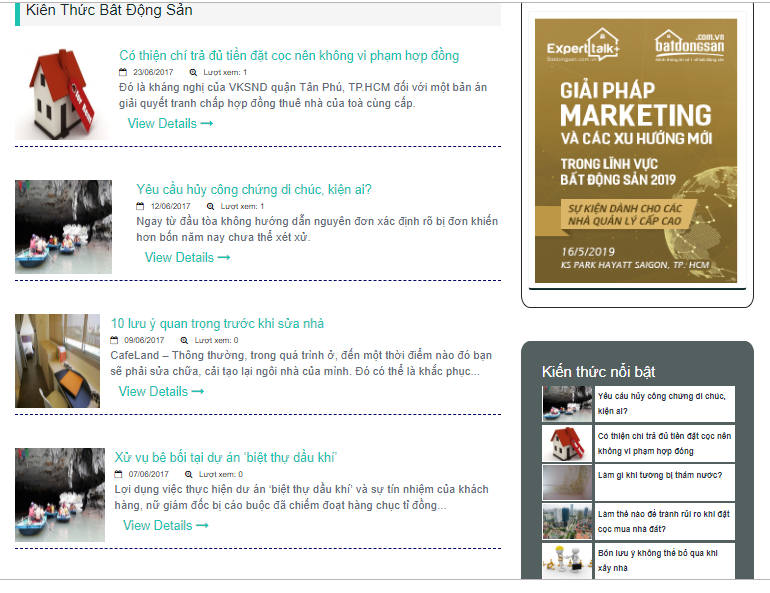 Kiến Thức Bất Động Sản
Có thiện chí trả đủ tiền đặt cọc nên không vi phạm hợp đồng
23/06/2017 Lượt xem: 1
Đó là kháng nghị của VKSND quận Tân Phú, TP.HCM đối với một bản án
giải quyết tranh chấp hợp đồng thuê nhà của toà cùng cấp.
View Details
Yêu cầu hủy công chứng di chúc, kiện ai?
12/06/2017 Lượt xem: 1
Ngay từ đầu tòa không hướng dẫn nguyên đơn xác định rõ bị đơn khiến
hơn bốn năm nay chưa thể xét xử.
View Details
10 lưu ý quan trọng trước khi sửa nhà
09/06/2017 Lượt xem: 0
CafeLand – Thông thường, trong quá trình ở, đến một thời điểm nào đó bạn
sẽ phải sửa chữa, cải tạo lại ngôi nhà của mình. Đó có thể là khắc phục...
View Details
Xử vụ bê bối tại dự án ‘biệt thự dầu khí’
07/06/2017 Lượt xem: 0
Lợi dụng việc thực hiện dự án ‘biệt thự dầu khí’ và sự tín nhiệm của khách
hàng, nữ giám đốc bị cáo buộc đã chiếm đoạt hàng chục tỉ đồng...
View Details
Expert talk+
Batdongsan.com.vn
batdongsan
.com.vn
GIẢI PHÁP
MARKETING
VÀ CÁC XU HƯỚNG MỚI
TRONG LĨNH VỰC
BẤT ĐỘNG SẢN 2019
SỰ KIỆN DÀNH CHO CÁC
NHÀ QUẢN LÝ CẤP CAO
16/5/2019
KS PARK HAYATT SAIGON, TP. HCM
Kiến thức nổi bật
Yêu cầu hủy công chứng di chúc,
kiện ai?
Có thiện chí trả đủ tiền đặt cọc nên
không vi phạm hợp đồng
Làm gì khi tường bị thấm nước?
Làm thế nào để tránh rủi ro khi đặt
cọc mua nhà đất?
Bốn lưu ý không thể bỏ qua khi
xây nhà